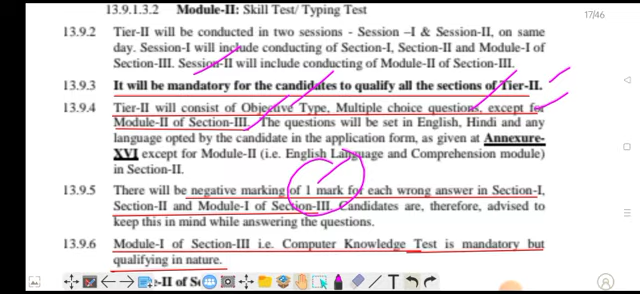 13.9.1.3.2 Module-II: Skill Test/ Typing Test
17/46
13.9.2 Tier-II will be conducted in two sessions - Session –I & Session-II, on same
day. Session-I will include conducting of Section-I, Section-II and Module-I of
Section-III. Session-II will include conducting of Module-II of Section-III.
13.9.3 It will be mandatory for the candidates to qualify all the sections of Tier-II.
13.9.4 Tier-II will consist of Objective Type, Multiple choice questions, except for
Module-II of Section-III. The questions will be set in English, Hindi and any
language opted by the candidate in the application form, as given at Annexure-
XVI except for Module-II (i.e. English Language and Comprehension module)
in Section-II.
13.9.5 There will be negative marking of 1 mark for each wrong answer in Section-I,
Section-II and Module-I of Section-III. Candidates are, therefore, advised to
keep this in mind while answering the questions.
13.9.6 Module-I of Section-III i.e. Computer Knowledge Test is mandatory but
qualifying in nature.
e-II of S